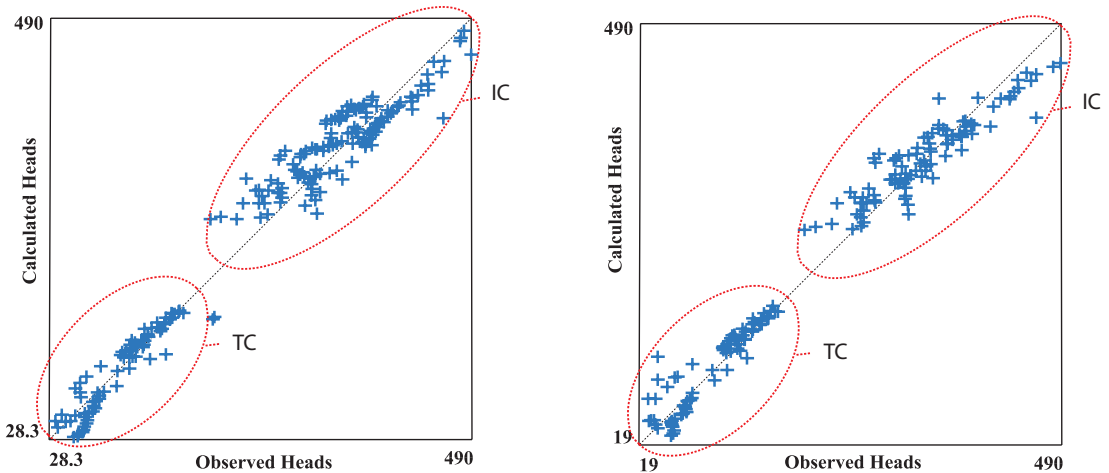 490
Calculated Heads
IC
TC
28.3
28.3
Observed Heads
490
490
Calculated Heads
IC
TC
19
19
Observed Heads
490